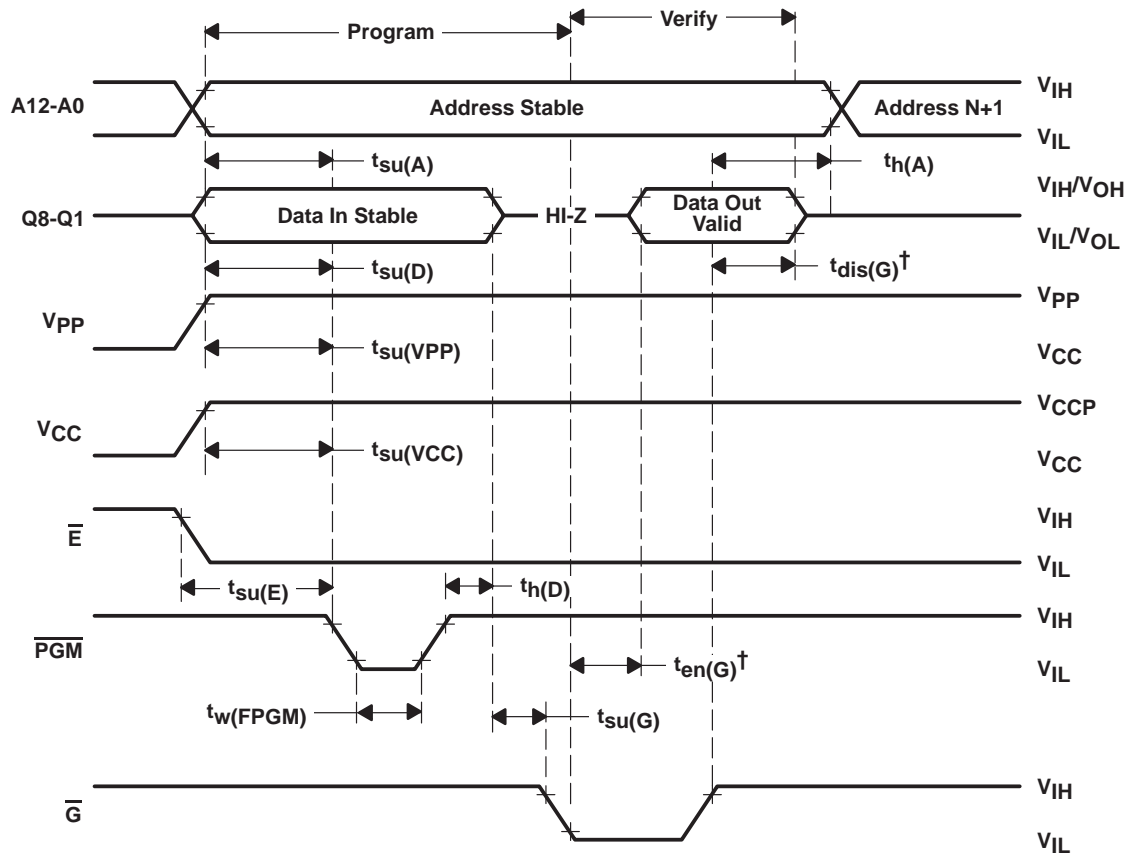 Verify
Program
A12-A0
Address Stable
Address N+1
VIH
VIL
tsu(A)
th(A)
Q8-Q1
Data In Stable
HI-Z
Data Out
Valid
VIH/VOH
VIL/VOL
tsu(D)
tdis(G)†
VPP
VPP
tsu(VPP)
VCC
VCC
VCCP
tsu(VCC)
VCC
E
VIH
VIL
tsu(E)
th(D)
PGM
VIH
VIL
ten(G)†
tw(FPGM)
tsu(G)
G
VIH
VIL